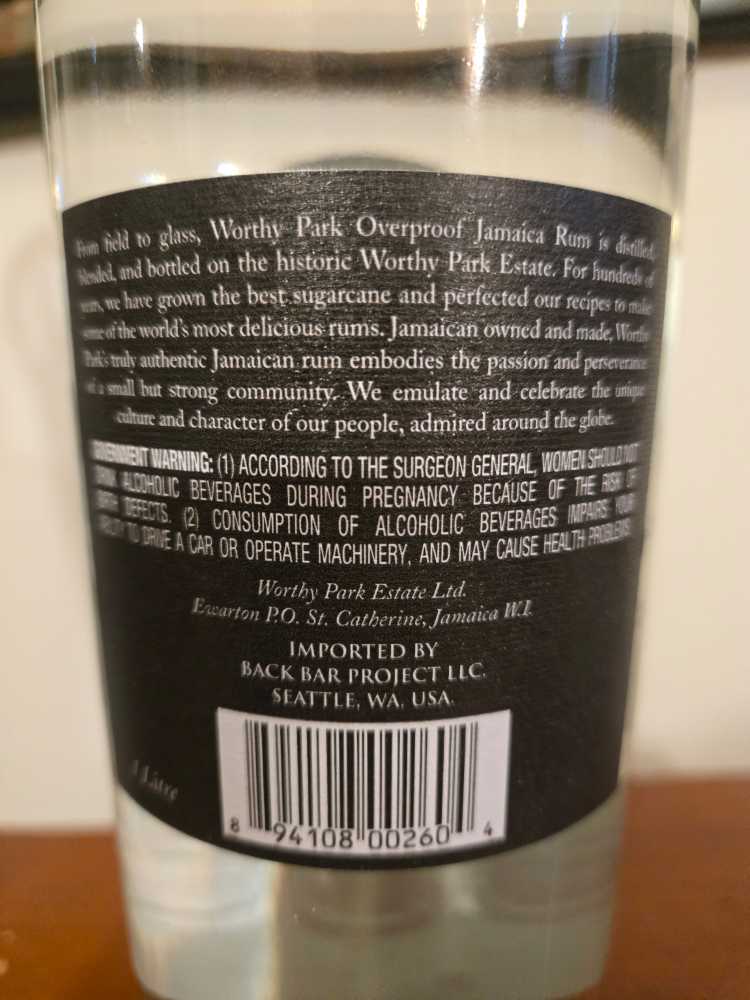 From field to glass, Worthy Park Overproof Jamaica Rum is distilled,
blended, and bottled on the historic Worthy Park Estate. For hundreds of
years, we have grown the best sugarcane and perfected our recipes to make
some of the world's most delicious rums. Jamaican owned and made, Worthy
Park's truly authentic Jamaican rum embodies the passion and perseverance
of a small but strong community. We emulate and celebrate the unique
culture and character of our people, admired around the globe.
GOVERNMENT WARNING: (1) ACCORDING TO THE SURGEON GENERAL, WOMEN SHOULD NOT
DRINK ALCOHOLIC BEVERAGES DURING PREGNANCY BECAUSE OF THE RISK OF
BIRTH DEFECTS. (2) CONSUMPTION OF ALCOHOLIC BEVERAGES IMPAIRS YOUR
ABILITY TO DRIVE A CAR OR OPERATE MACHINERY, AND MAY CAUSE HEALTH PROBLEMS.
Worthy Park Estate Ltd.
Ewarton P.O. St. Catherine, Jamaica W.I.
IMPORTED BY
BACK BAR PROJECT LLC.
SEATTLE, WA, USA.
1 Litre
8 94108 00260 4